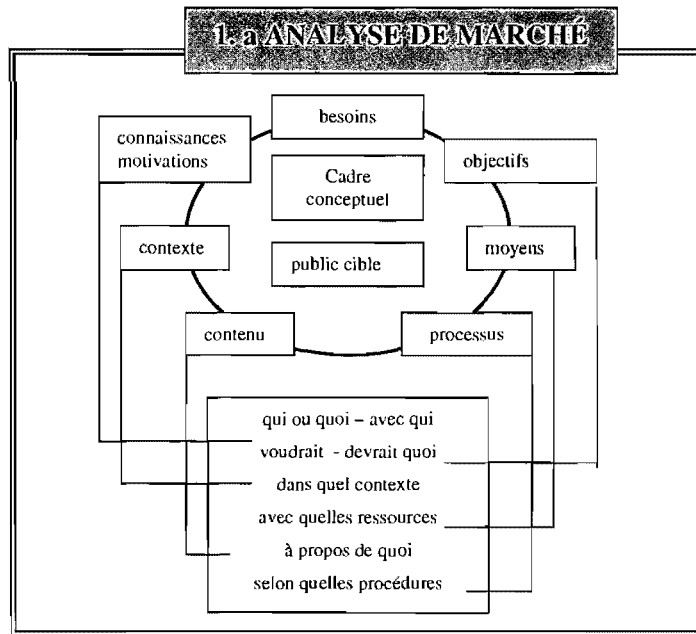 1. a ANALYSE DE MARCHÉ
besoins
connaissances
motivations
objectifs
Cadre
conceptuel
contexte
moyens
public cible
contenu
processus
qui ou quoi – avec qui
voudrait - devrait quoi
dans quel contexte
avec quelles ressources
à propos de quoi
selon quelles procédures